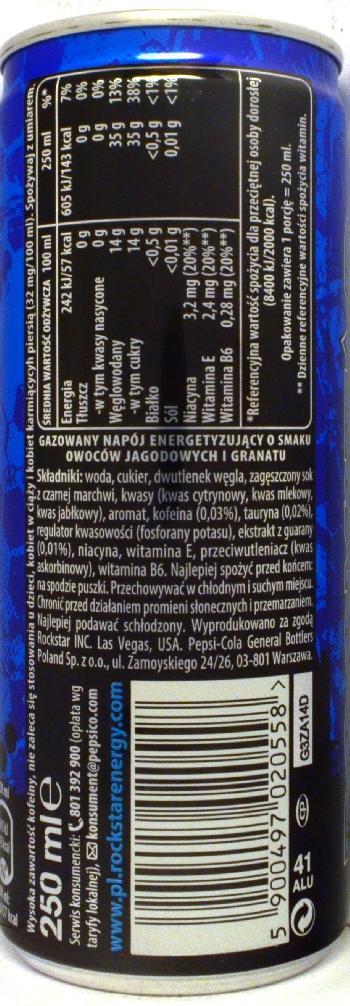 Wysoka zawartość kofeiny, nie zaleca się stosowania u dzieci, kobiet w ciąży i kobiet karmiących piersią (32 mg/100 ml). Spożywaj z umiarem.
ŚREDNIA WARTOŚĆ ODŻYWCZA 100 ml 250 ml %*
Energia 242 kJ/57 kcal 605 kJ/143 kcal 7%
Tłuszcz 0 g 0 g 0%
-w tym kwasy nasycone 0 g 0 g 0%
Węglowodany 14 g 35 g 13%
-w tym cukry 14 g 35 g 38%
Białko <0,5 g <0,5 g <1%
Sól <0,01 g 0,01 g <1%
Niacyna 3,2 mg (20%**)
Witamina E 2,4 mg (20%**)
Witamina B6 0,28 mg (20%**)
*Referencyjna wartość spożycia dla przeciętnej osoby dorosłej
(8400 kJ/2000 kcal).
Opakowanie zawiera 1 porcję = 250 ml.
** Dzienne referencyjne wartości spożycia witamin.
GAZOWANY NAPÓJ ENERGETYZUJĄCY O SMAKU
OWOCÓW JAGODOWYCH I GRANATU
Składniki: woda, cukier, dwutlenek węgla, zagęszczony sok
z czarnej marchwi, kwasy (kwas cytrynowy, kwas mlekowy,
kwas jabłkowy), aromat, kofeina (0,03%), tauryna (0,02%),
regulator kwasowości (fosforany potasu), ekstrakt z guarany
(0,01%), niacyna, witamina E, przeciwutleniacz (kwas
askorbinowy), witamina B6. Najlepiej spożyć przed końcem:
na spodzie puszki. Przechowywać w chłodnym i suchym miejscu.
Chronić przed działaniem promieni słonecznych i przemarzaniem.
Najlepiej podawać schłodzony. Wyprodukowano za zgodą
Rockstar INC. Las Vegas, USA. Pepsi-Cola General Bottlers
Poland Sp. z o.o., ul. Zamoyskiego 24/26, 03-801 Warszawa.
250 ml e
Serwis konsumencki: 801 392 900 (opłata wg
taryfy lokalnej), konsument@pepsico.com
www.pl.rockstarenergy.com
5 900497 020558 >
G3ZA14D
41
ALU